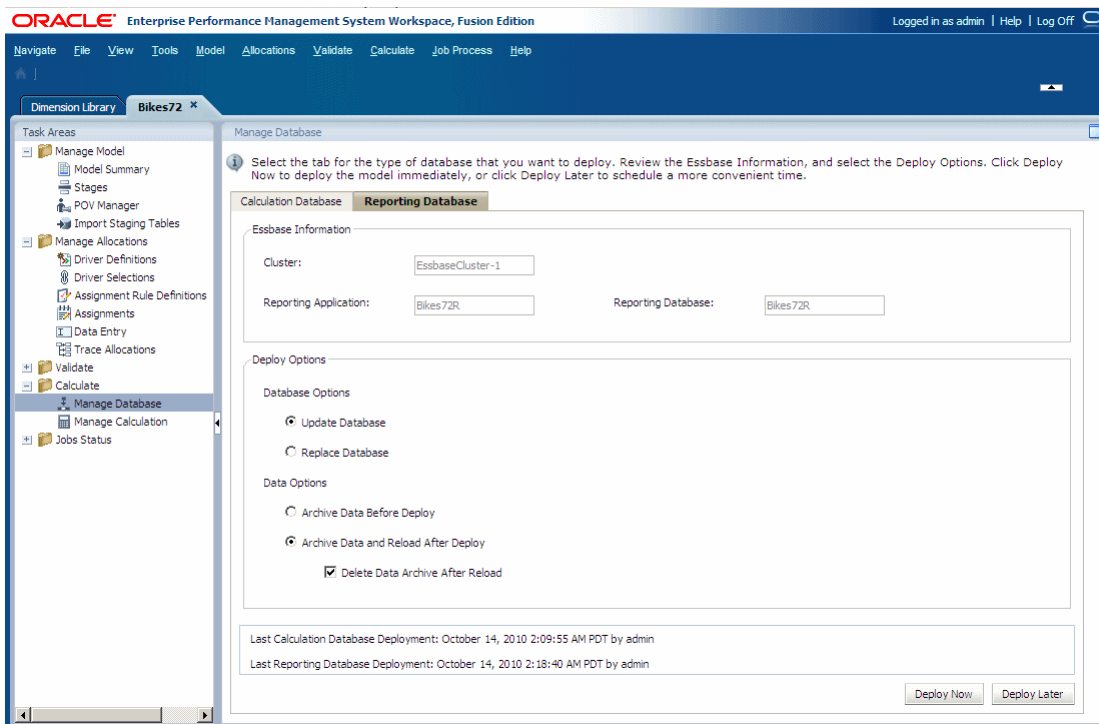 ORACLE Enterprise Performance Management System Workspace, Fusion Edition
Logged in as admin | Help | Log Off
Navigate File View Tools Model Allocations Validate Calculate Job Process Help
Dimension Library Bikes72
Task Areas
Manage Model
Model Summary
Stages
POV Manager
Import Staging Tables
Manage Allocations
Driver Definitions
Driver Selections
Assignment Rule Definitions
Assignments
Data Entry
Trace Allocations
Validate
Calculate
Manage Database
Manage Calculation
Jobs Status
Manage Database
Select the tab for the type of database that you want to deploy. Review the Essbase Information, and select the Deploy Options. Click Deploy
Now to deploy the model immediately, or click Deploy Later to schedule a more convenient time.
Calculation Database Reporting Database
Essbase Information
Cluster: EssbaseCluster-1
Reporting Application: Bikes72R Reporting Database: Bikes72R
Deploy Options
Database Options
Update Database
Replace Database
Data Options
Archive Data Before Deploy
Archive Data and Reload After Deploy
Delete Data Archive After Reload
Last Calculation Database Deployment: October 14, 2010 2:09:55 AM PDT by admin
Last Reporting Database Deployment: October 14, 2010 2:18:40 AM PDT by admin
Deploy Now Deploy Later